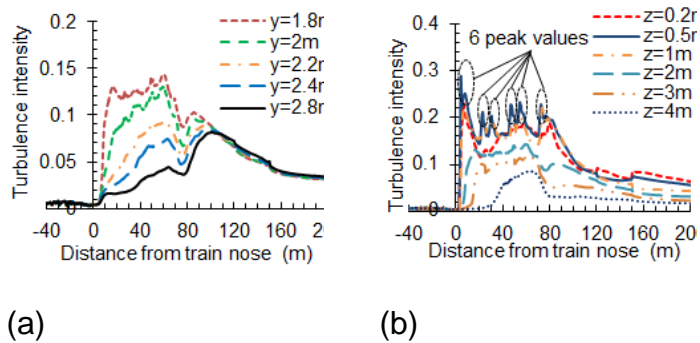 0.2
0.15
0.1
0.05
0
-40 0 40 80 120 160 20
Turbulence intensity
Distance from train nose (m)
y=1.8r
y=2m
y=2.2r
y=2.4r
y=2.8r
(a)
0.4
0.3
0.2
0.1
0
-40 0 40 80 120 160 20
Turbulence intensity
Distance from train nose (m)
6 peak values
z=0.2r
z=0.5r
z=1m
z=2m
z=3m
z=4m
(b)